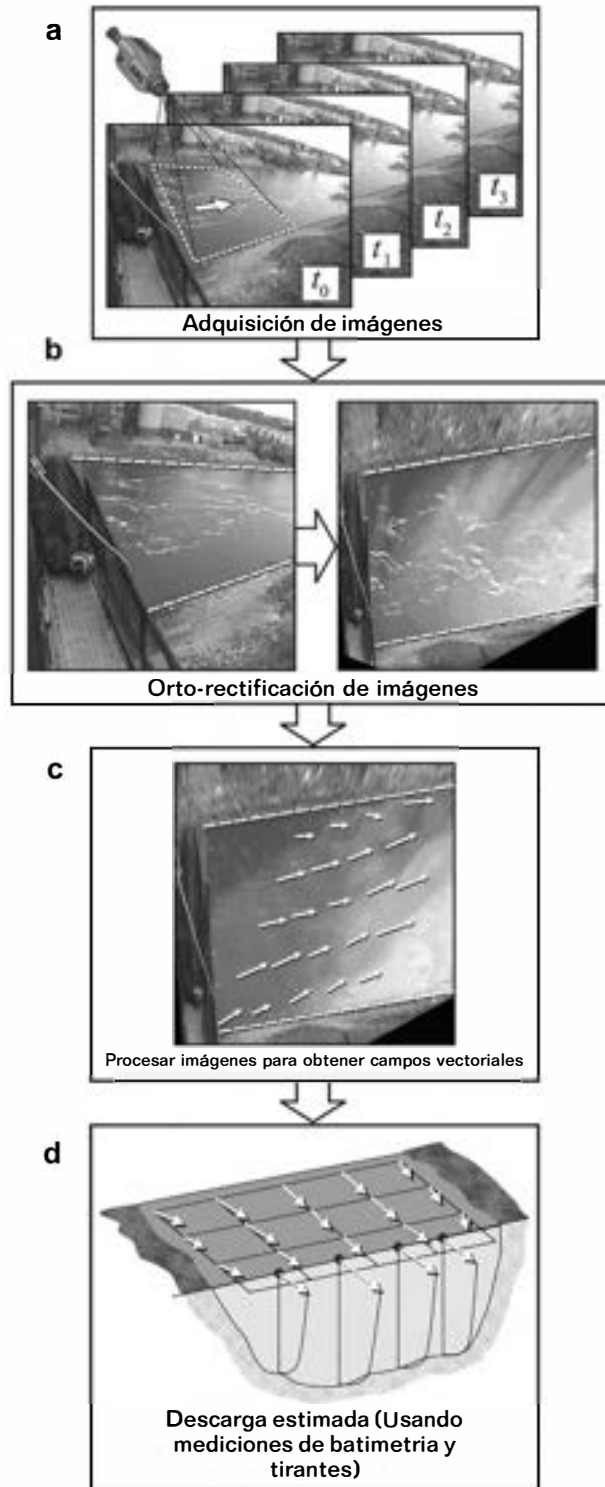 a
t₀
t₁
t₂
t₃
Adquisición de imágenes
b
Orto-rectificación de imágenes
c
Procesar imágenes para obtener campos vectoriales
d
Descarga estimada (Usando
mediciones de batimetria y
tirantes)